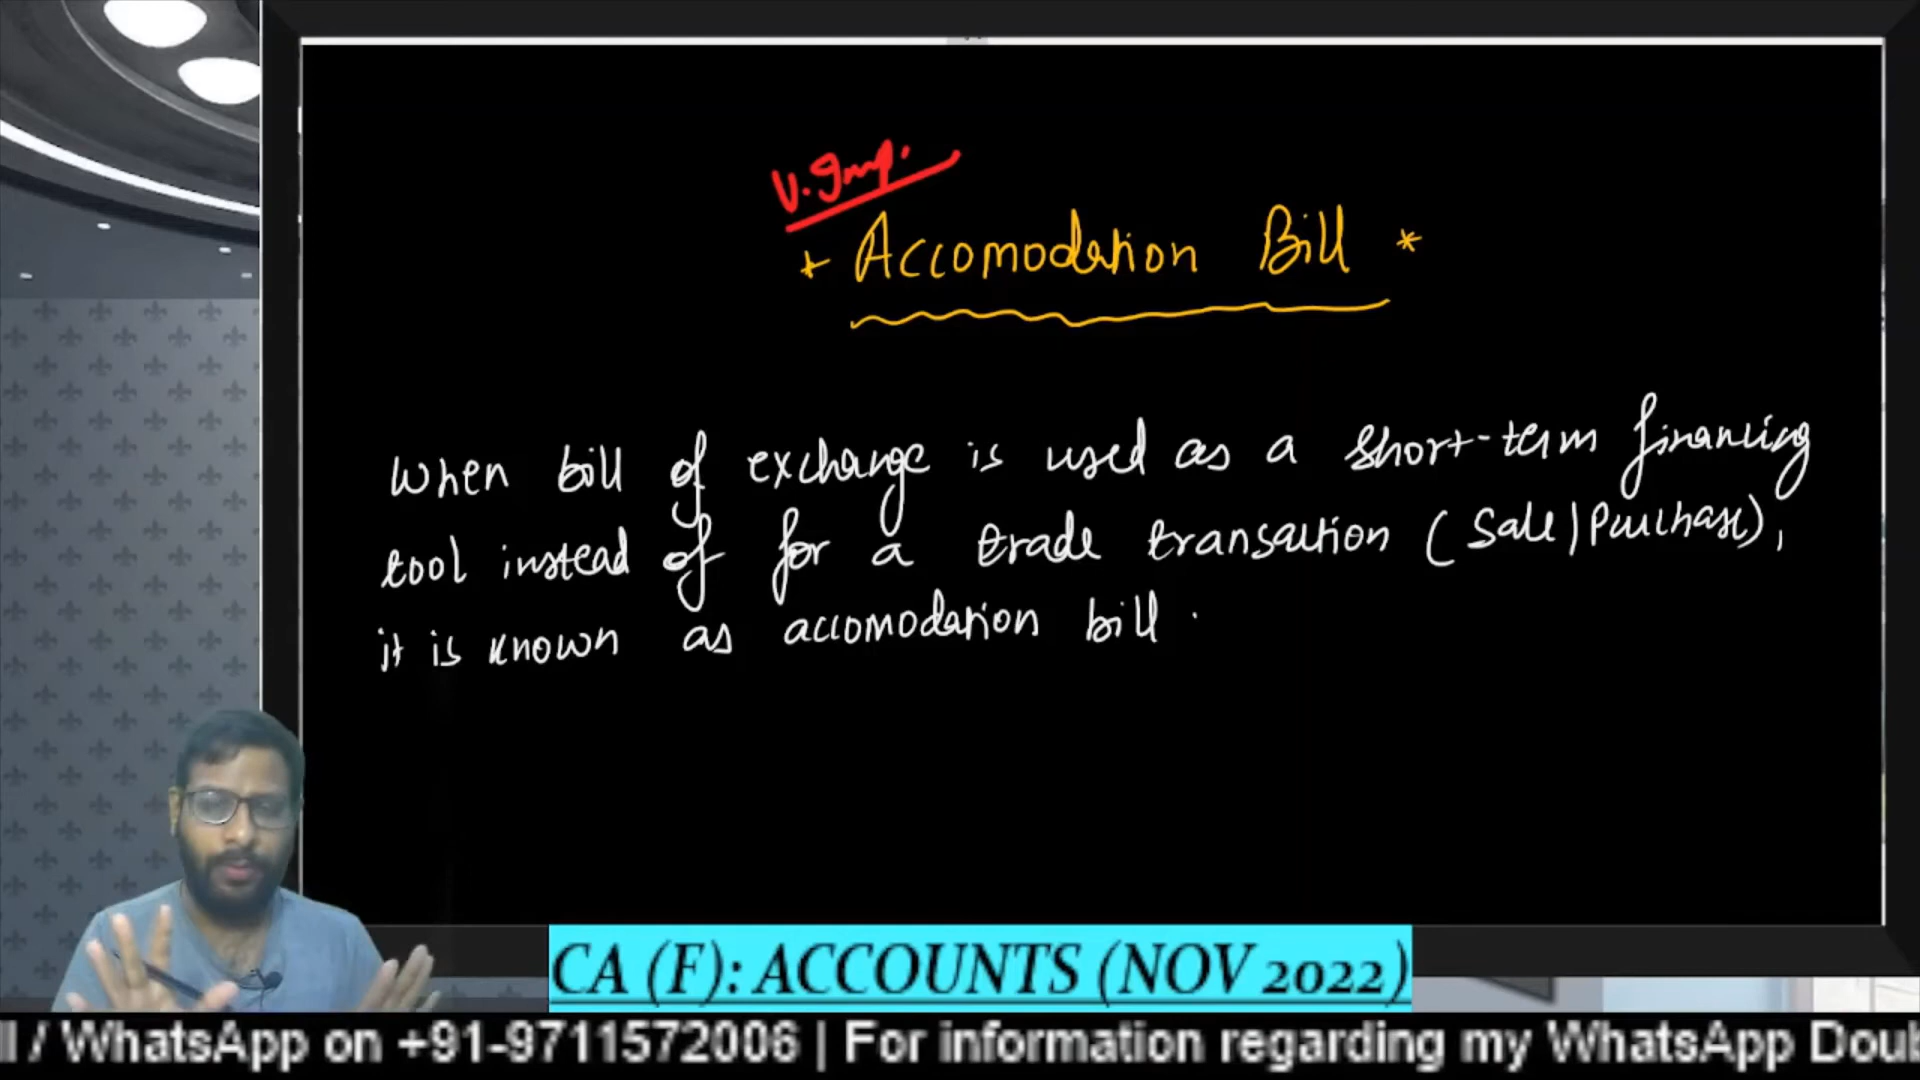 V. Imp.
* Accomodation Bill *
When bill of exchange is used as a short-term financing
tool instead of for a trade transaction (Sale/Purchase),
it is known as accomodation bill.
CA (F): ACCOUNTS (NOV 2022)
ll / WhatsApp on +91-9711572006 | For information regarding my WhatsApp Doub